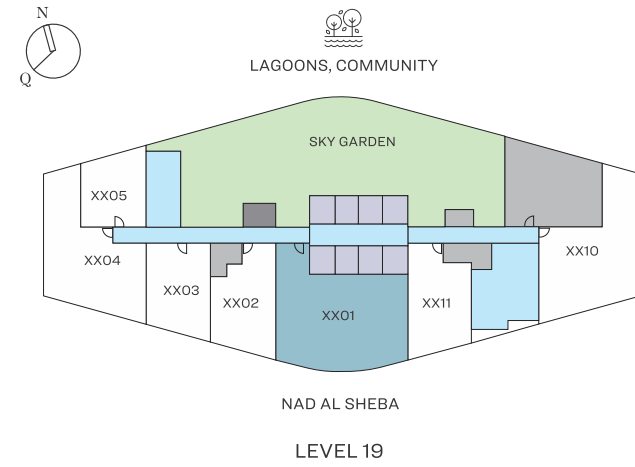 N
Q
LAGOONS, COMMUNITY
SKY GARDEN
XX05
XX04
XX03
XX02
XX01
XX11
XX10
NAD AL SHEBA
LEVEL 19